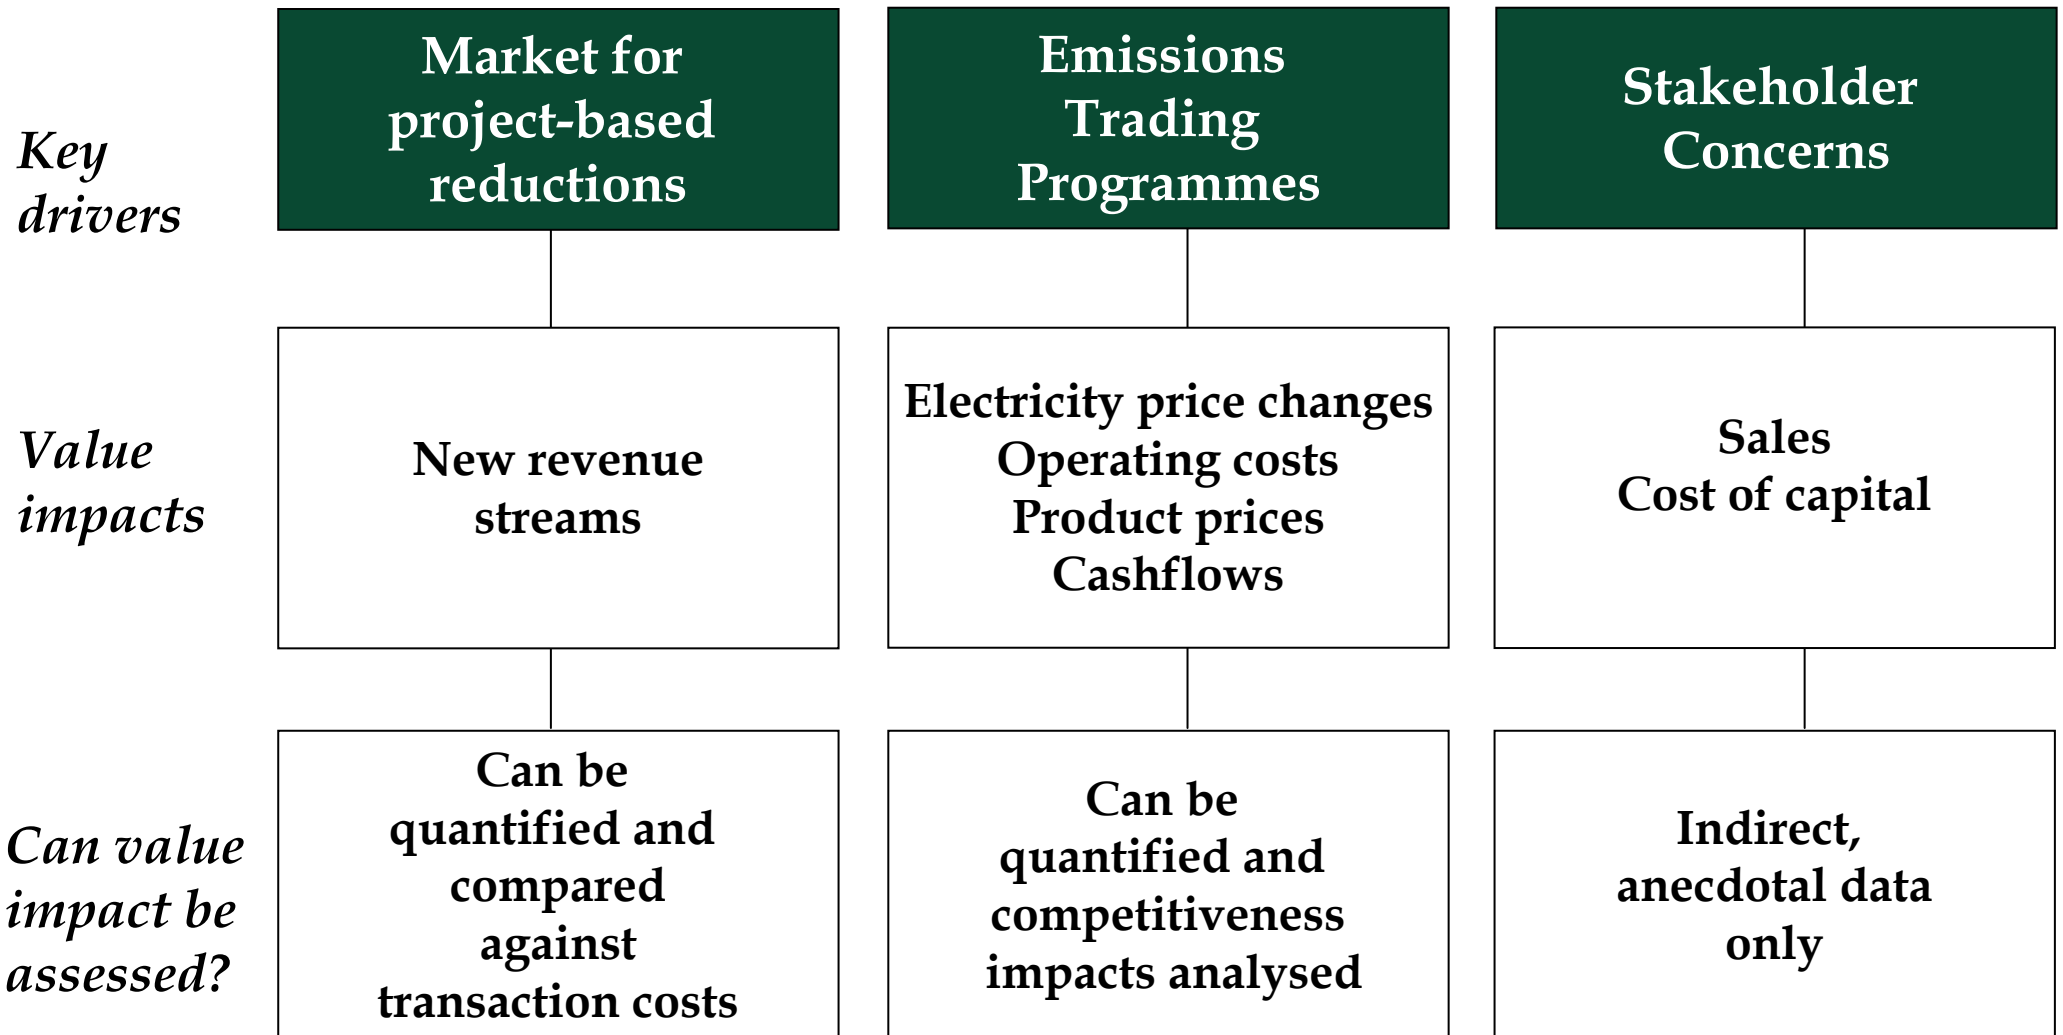 Key
drivers
Market for
project-based
reductions
Emissions
Trading
Programmes
Stakeholder
Concerns
Value
impacts
New revenue
streams
Electricity price changes
Operating costs
Product prices
Cashflows
Sales
Cost of capital
Can value
impact be
assessed?
Can be
quantified and
compared
against
transaction costs
Can be
quantified and
competitiveness
impacts analysed
Indirect,
anecdotal data
only